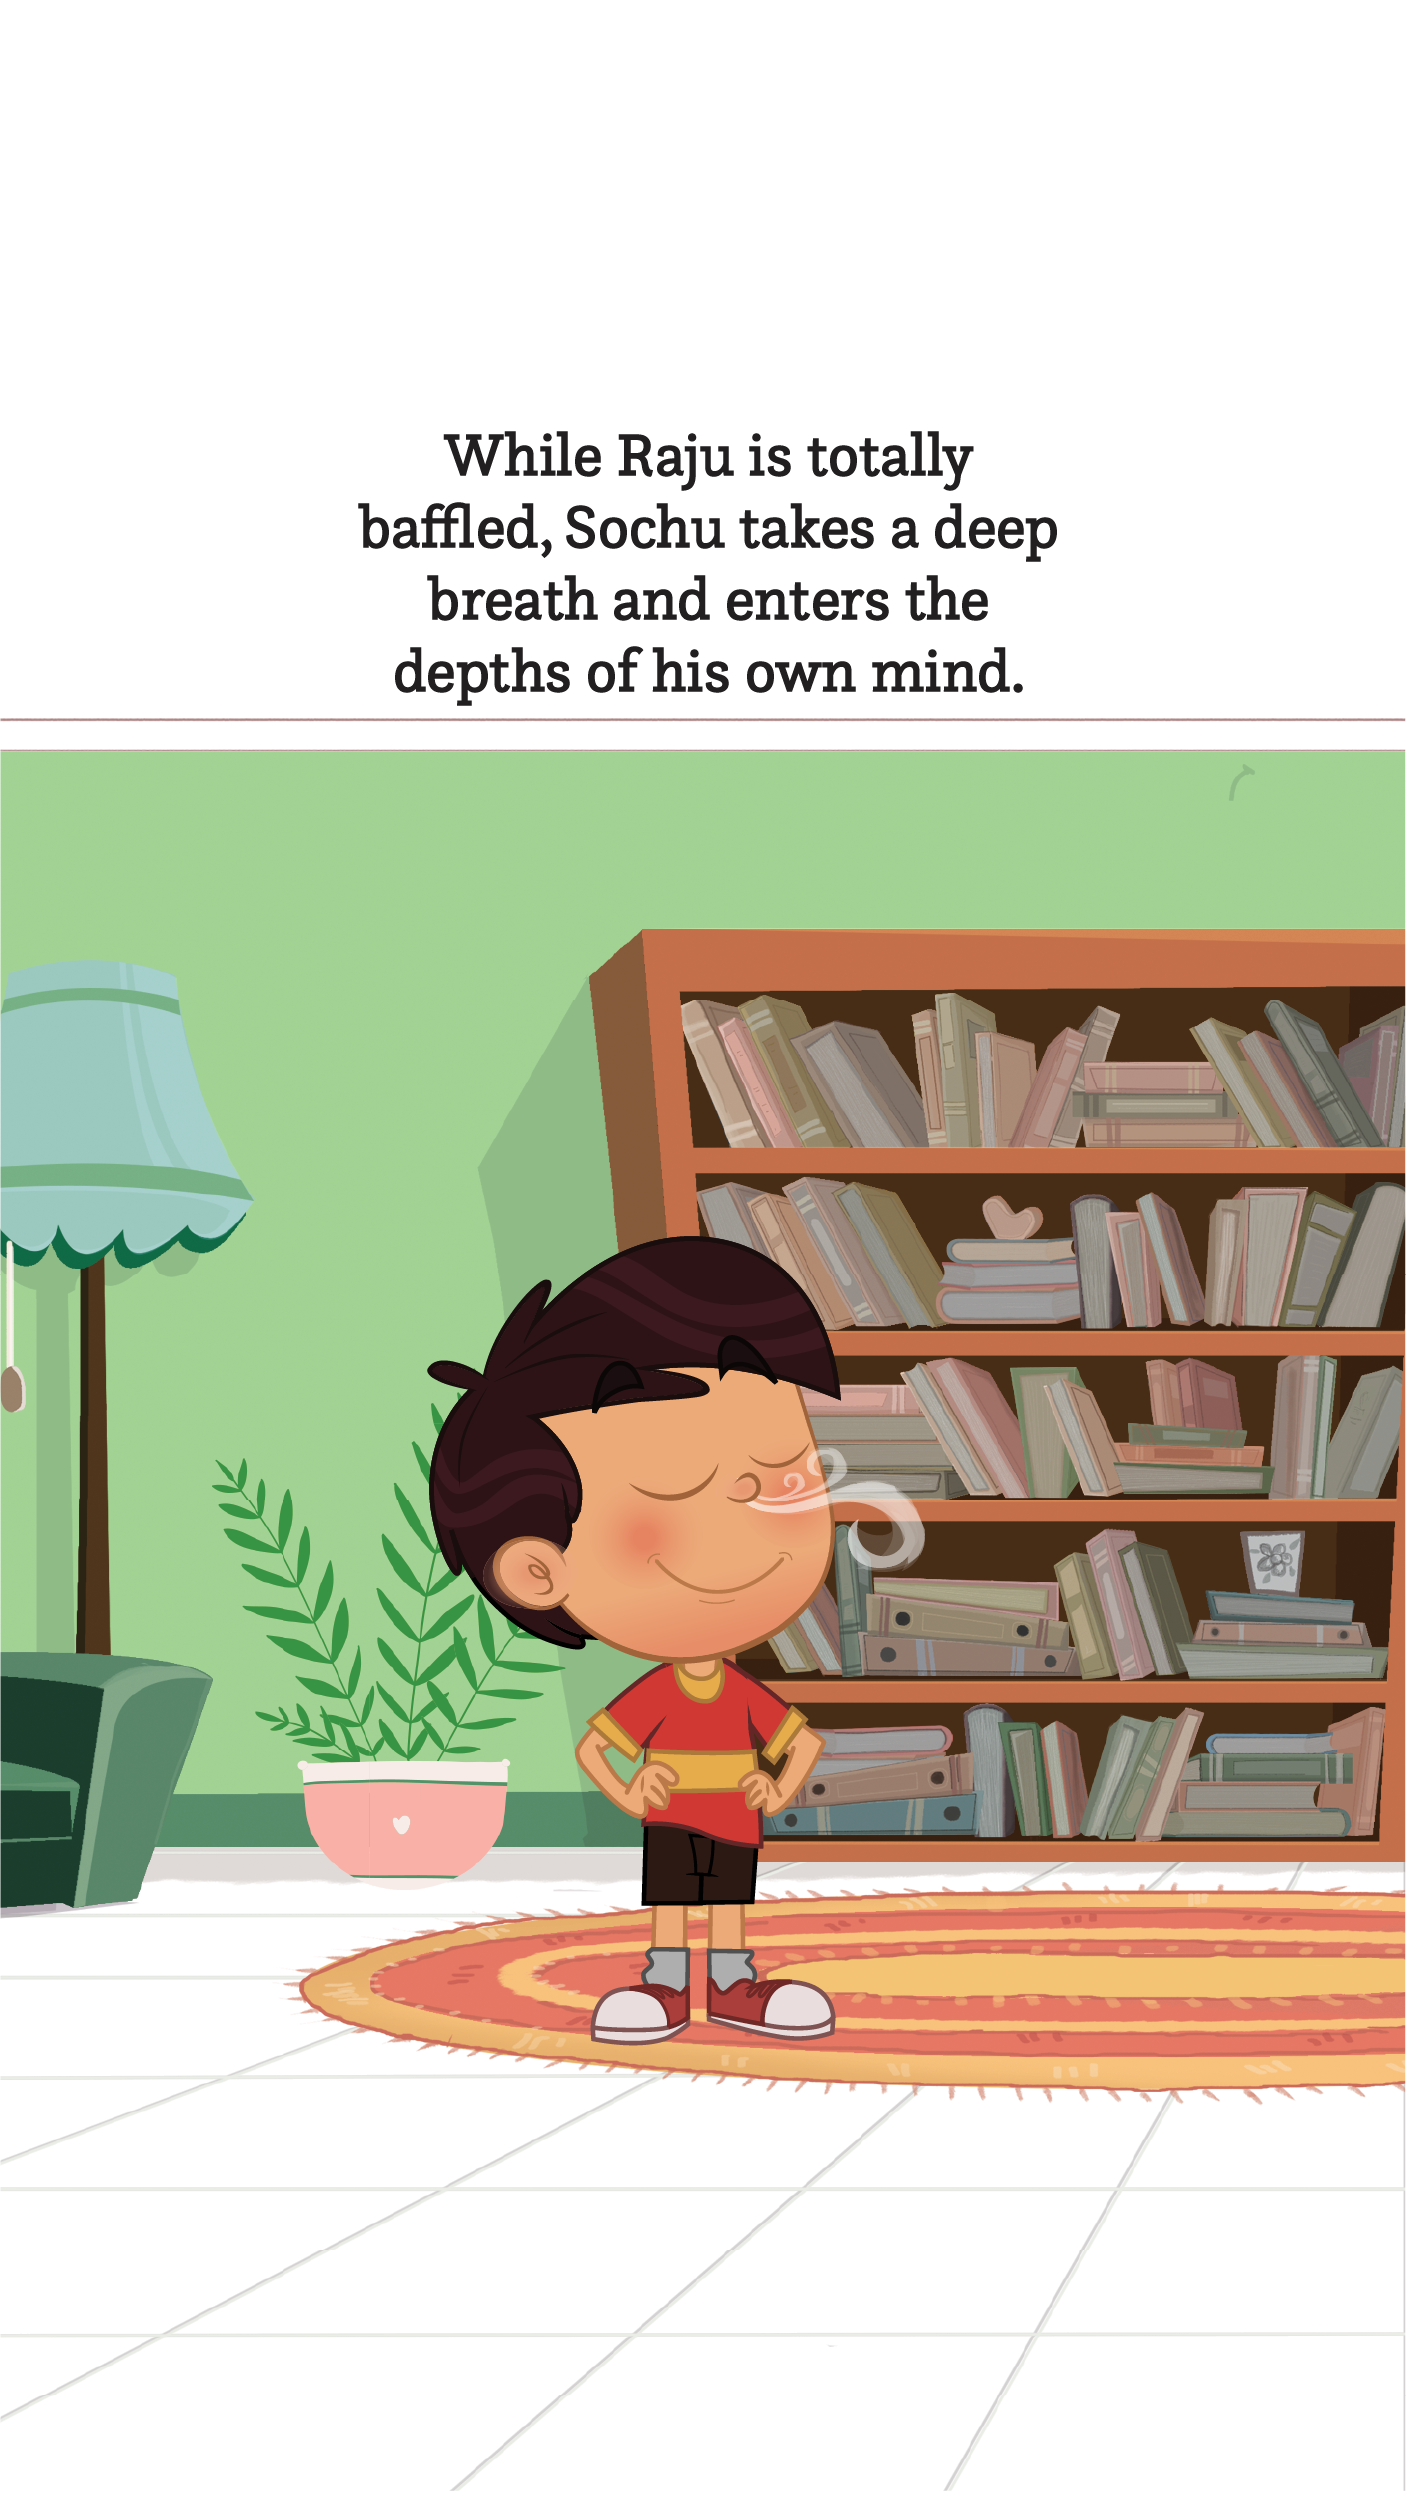 While Raju is totally
baffled, Sochu takes a deep
breath and enters the
depths of his own mind.